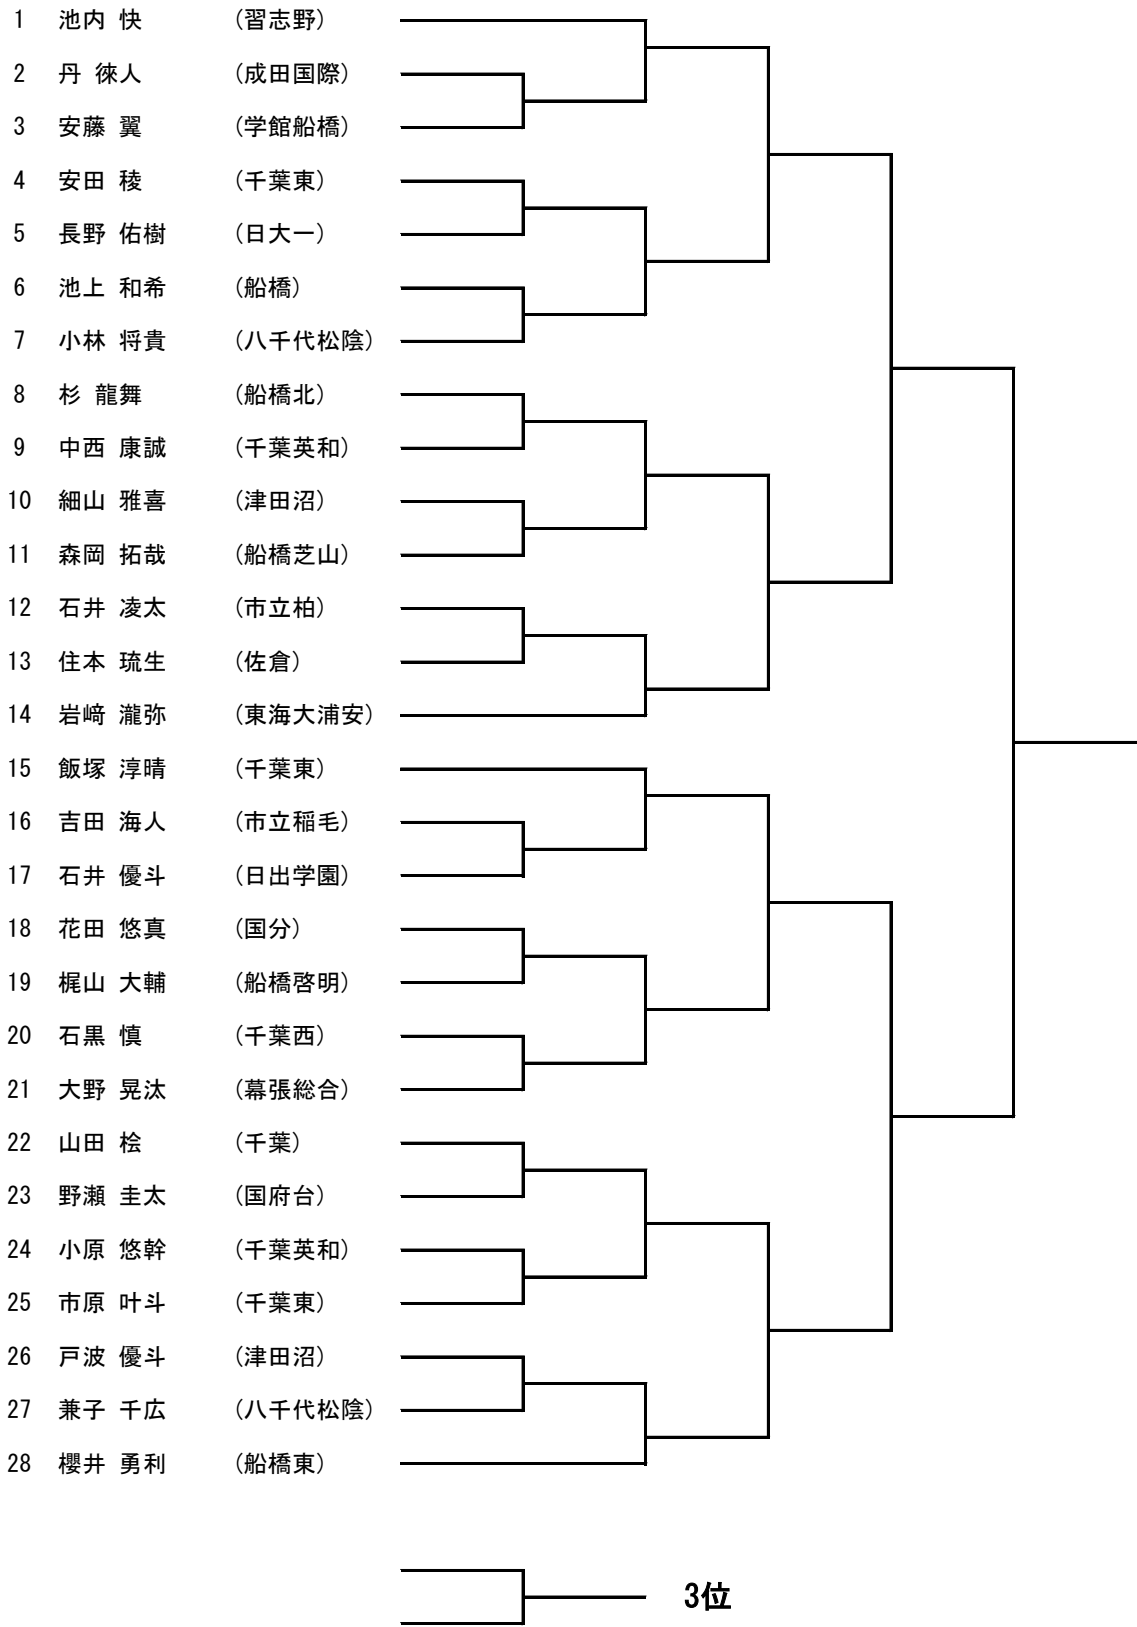 1 池内 快 (習志野)
2 丹 徠人 (成田国際)
3 安藤 翼 (学館船橋)
4 安田 稜 (千葉東)
5 長野 佑樹 (日大一)
6 池上 和希 (船橋)
7 小林 将貴 (八千代松陰)
8 杉 龍舞 (船橋北)
9 中西 康誠 (千葉英和)
10 細山 雅喜 (津田沼)
11 森岡 拓哉 (船橋芝山)
12 石井 凌太 (市立柏)
13 住本 琉生 (佐倉)
14 岩﨑 瀧弥 (東海大浦安)
15 飯塚 淳晴 (千葉東)
16 吉田 海人 (市立稲毛)
17 石井 優斗 (日出学園)
18 花田 悠真 (国分)
19 梶山 大輔 (船橋啓明)
20 石黒 慎 (千葉西)
21 大野 晃汰 (幕張総合)
22 山田 桧 (千葉)
23 野瀬 圭太 (国府台)
24 小原 悠幹 (千葉英和)
25 市原 叶斗 (千葉東)
26 戸波 優斗 (津田沼)
27 兼子 千広 (八千代松陰)
28 櫻井 勇利 (船橋東)
3位